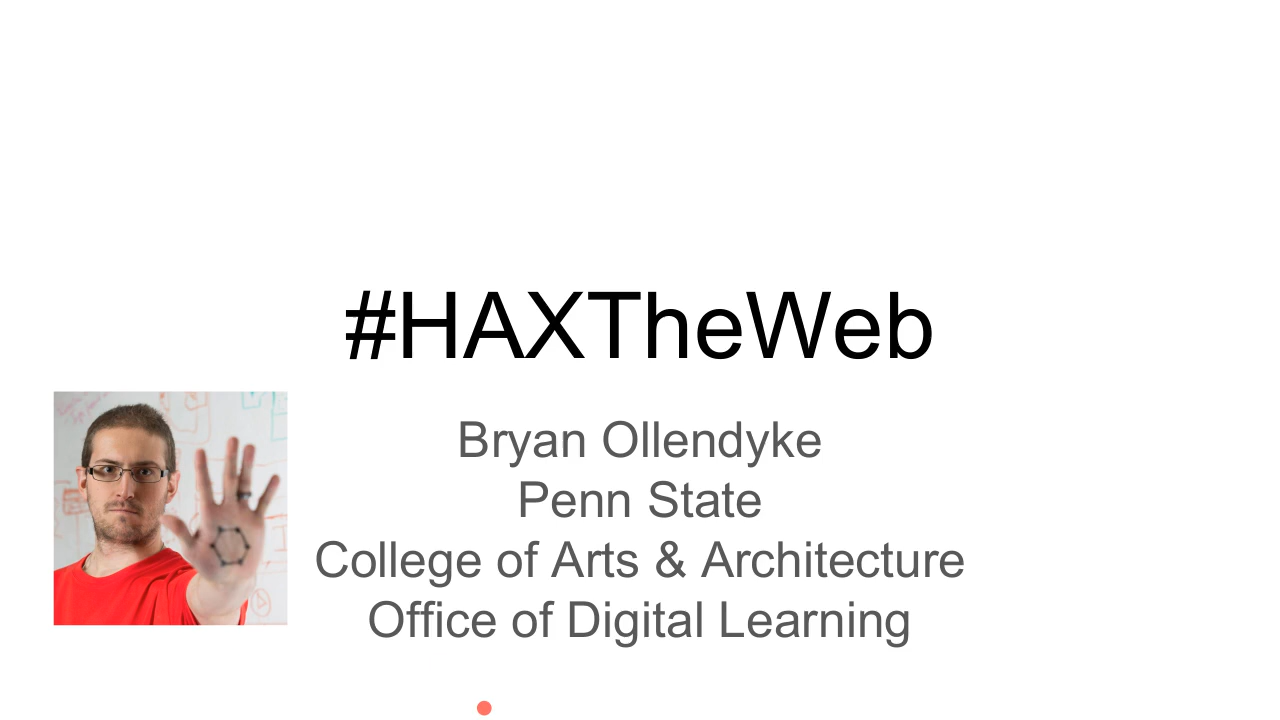 #HAXTheWeb
Bryan Ollendyke
Penn State
College of Arts & Architecture
Office of Digital Learning